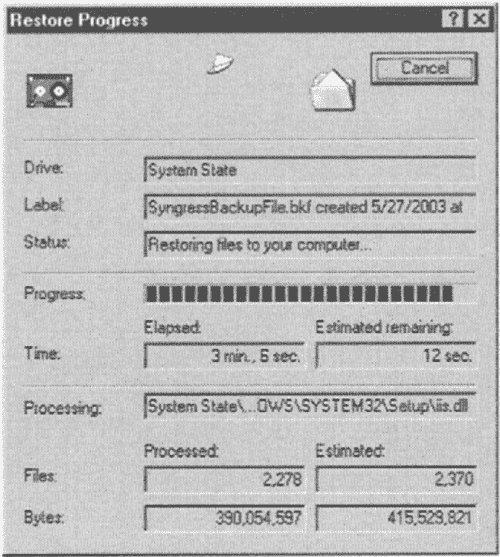 Restore Progress
Cancel
Drive: System State
Label: SyngressBackupFile.bkf created 5/27/2003 at
Status: Restoring files to your computer...
Progress:
Elapsed: Estimated remaining:
Time: 3 min., 6 sec. 12 sec.
Processing: System State\...OWS\SYSTEM32\Setup\iis.dll
Processed: Estimated:
Files: 2,278 2,370
Bytes: 390,054,597 415,529,821